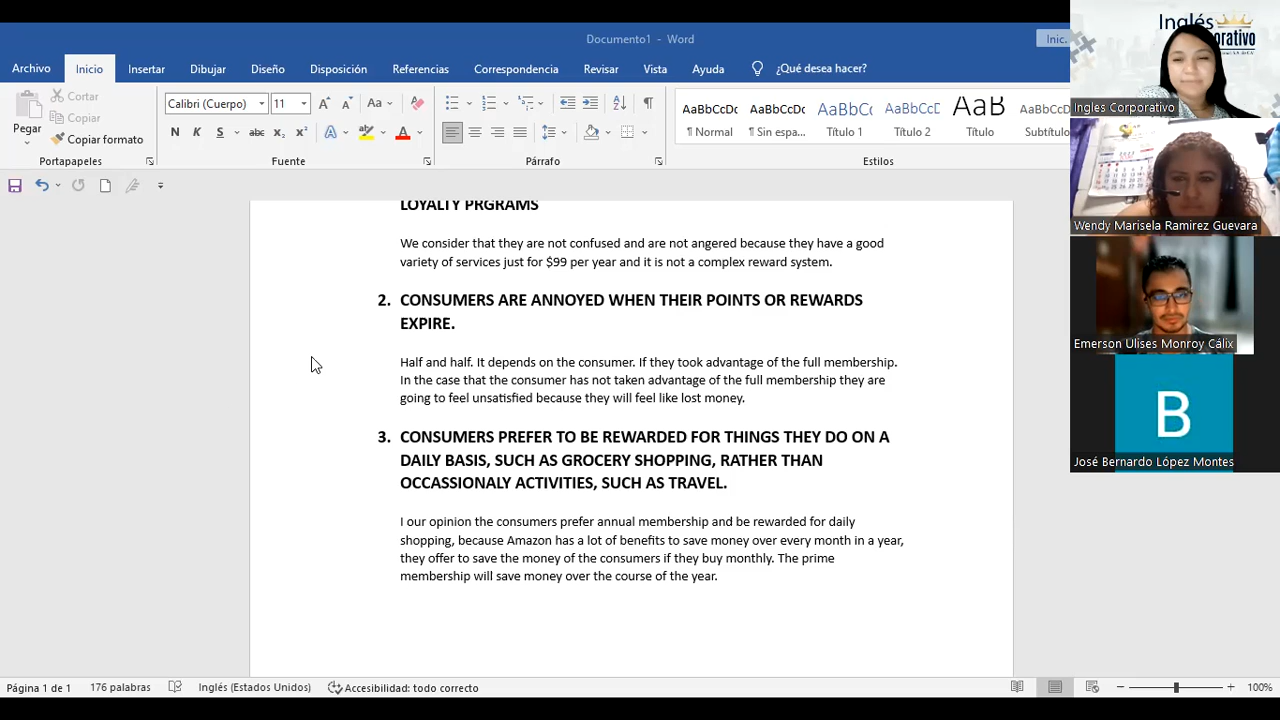 Documento1 - Word
Inic.
Archivo
Inicio
Insertar
Dibujar
Diseño
Disposición
Referencias
Correspondencia
Revisar
Vista
Ayuda
¿Qué desea hacer?
Pegar
Cortar
Copiar
Copiar formato
Portapapeles
Calibri (Cuerpo)
11
Aa
N K S abc x₂ x²
Fuente
Párrafo
AaBbCcDc
¶ Normal
AaBbCcDc
¶ Sin espa...
AaBbCc
Título 1
AaBbCcE
Título 2
AaB
Título
AaBbCcD
Subtítulo
Estilos
LOYALTY PRGRAMS
We consider that they are not confused and are not angered because they have a good
variety of services just for $99 per year and it is not a complex reward system.
2. CONSUMERS ARE ANNOYED WHEN THEIR POINTS OR REWARDS
EXPIRE.
Half and half. It depends on the consumer. If they took advantage of the full membership.
In the case that the consumer has not taken advantage of the full membership they are
going to feel unsatisfied because they will feel like lost money.
3. CONSUMERS PREFER TO BE REWARDED FOR THINGS THEY DO ON A
DAILY BASIS, SUCH AS GROCERY SHOPPING, RATHER THAN
OCCASSIONALY ACTIVITIES, SUCH AS TRAVEL.
I our opinion the consumers prefer annual membership and be rewarded for daily
shopping, because Amazon has a lot of benefits to save money over every month in a year,
they offer to save the money of the consumers if they buy monthly. The prime
membership will save money over the course of the year.
Página 1 de 1
176 palabras
Inglés (Estados Unidos)
Accesibilidad: todo correcto
100%
Inglés
Ingles Corporativo
Wendy Marisela Ramirez Guevara
Emerson Ulises Monroy Cálix
B
José Bernardo López Montes